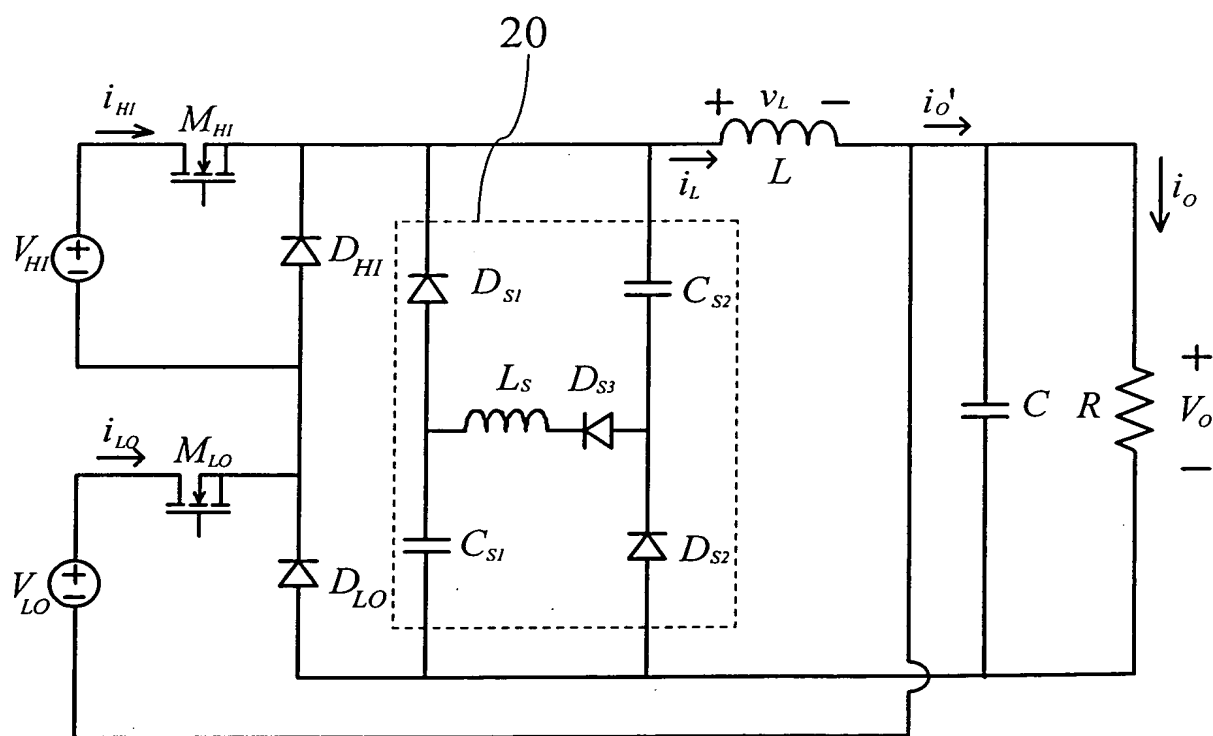 20
i_HI
M_HI
+ v_L −
i_O'
i_L
L
i_O
V_HI
+
−
D_HI
D_S1
C_S2
L_S
D_S3
i_LO
M_LO
C
R
+
V_O
−
V_LO
+
−
D_LO
C_S1
D_S2